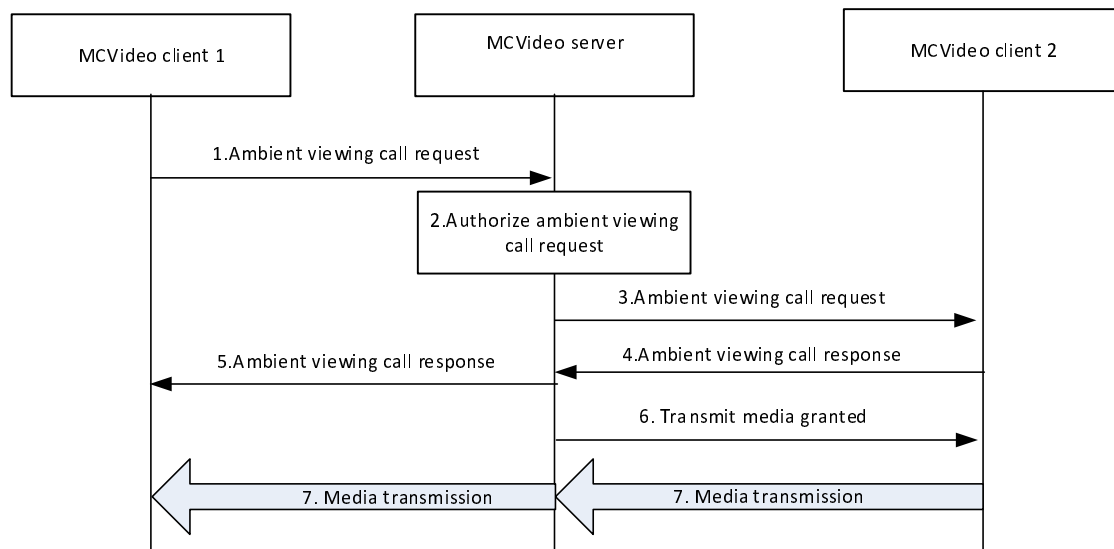 MCVideo client 1
MCVideo server
MCVideo client 2
1.Ambient viewing call request
2.Authorize ambient viewing
call request
3.Ambient viewing call request
4.Ambient viewing call response
5.Ambient viewing call response
6. Transmit media granted
7. Media transmission
7. Media transmission